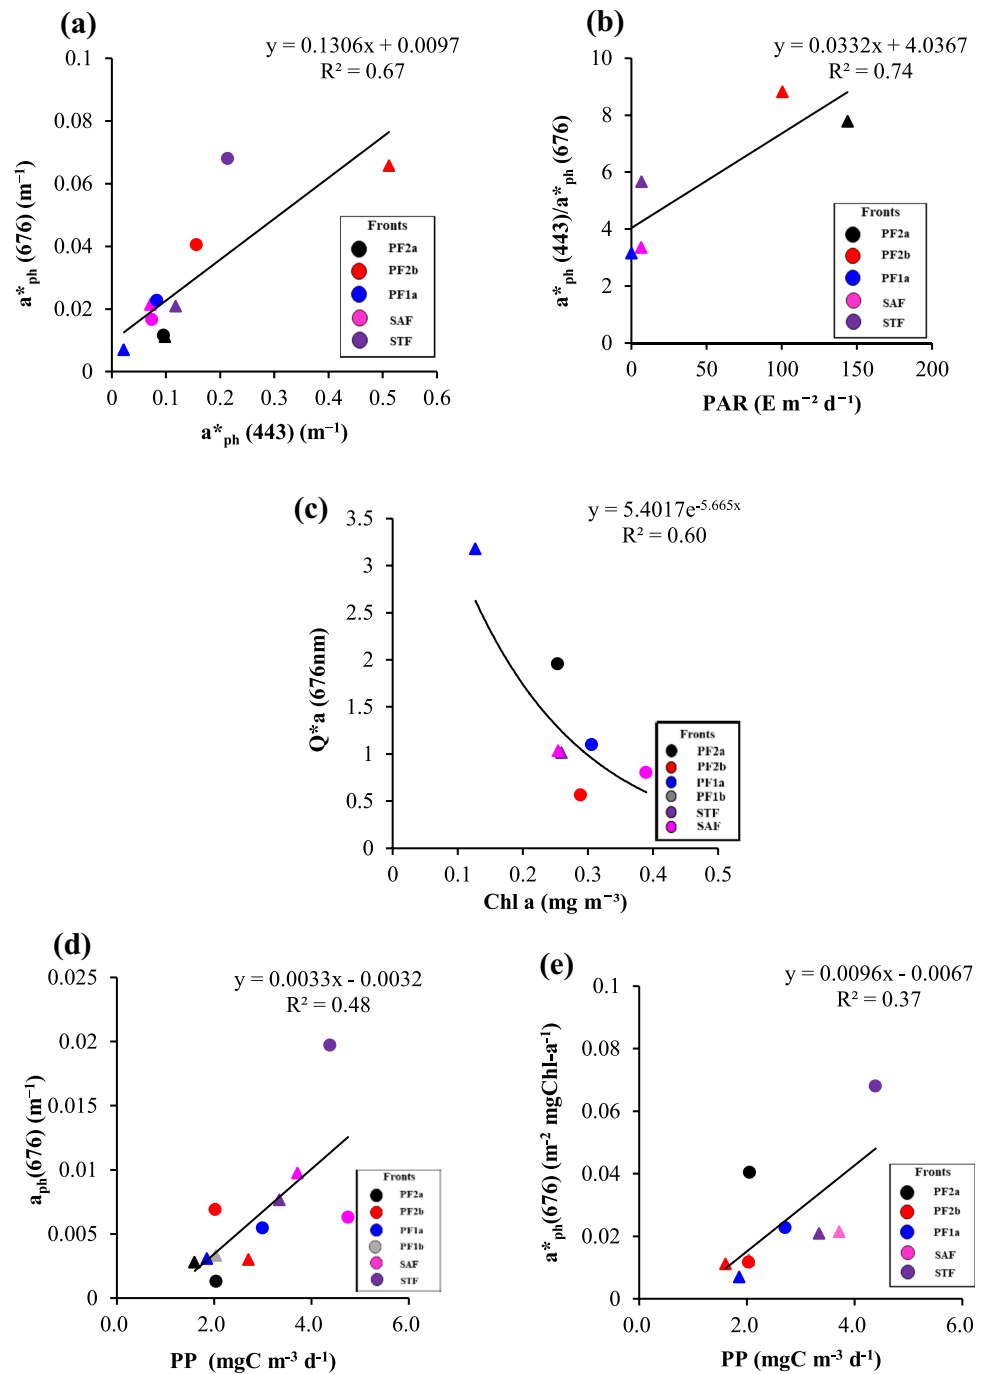 (a)
y = 0.1306x + 0.0097
R² = 0.67
0.1
0.08
0.06
0.04
0.02
0
a*ph (676) (m⁻¹)
Fronts
PF2a
PF2b
PF1a
SAF
STF
0 0.1 0.2 0.3 0.4 0.5 0.6
a*ph (443) (m⁻¹)
(b)
y = 0.0332x + 4.0367
R² = 0.74
10
8
6
4
2
0
a*ph (443)/a*ph (676)
Fronts
PF2a
PF2b
PF1a
SAF
STF
0 50 100 150 200
PAR (E m⁻² d⁻¹)
(c)
y = 5.4017e-5.665x
R² = 0.60
3.5
3
2.5
2
1.5
1
0.5
0
Q*a (676nm)
Fronts
PF2a
PF2b
PF1a
PF1b
STF
SAF
0 0.1 0.2 0.3 0.4 0.5
Chl a (mg m⁻³)
(d)
y = 0.0033x - 0.0032
R² = 0.48
0.025
0.02
0.015
0.01
0.005
0
aph(676) (m⁻¹)
Fronts
PF2a
PF2b
PF1a
PF1b
SAF
STF
0.0 2.0 4.0 6.0
PP (mgC m⁻³ d⁻¹)
(e)
y = 0.0096x - 0.0067
R² = 0.37
0.1
0.08
0.06
0.04
0.02
0
a*ph(676) (m⁻² mgChl-a⁻¹)
Fronts
PF2a
PF2b
PF1a
SAF
STF
0.0 2.0 4.0 6.0
PP (mgC m⁻³ d⁻¹)